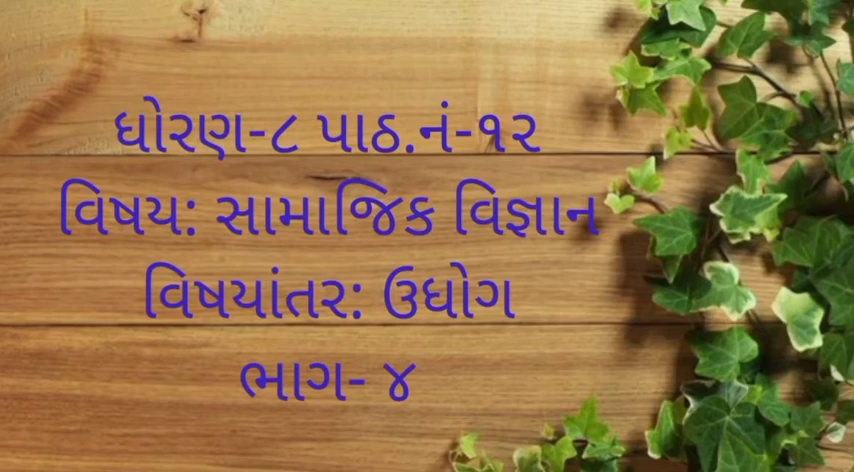 ધોરણ-૮ પાઠ.નં-૧૨
વિષય: સામાજિક વિજ્ઞાન
વિષયાંતર: ઉધોગ
ભાગ- ૪